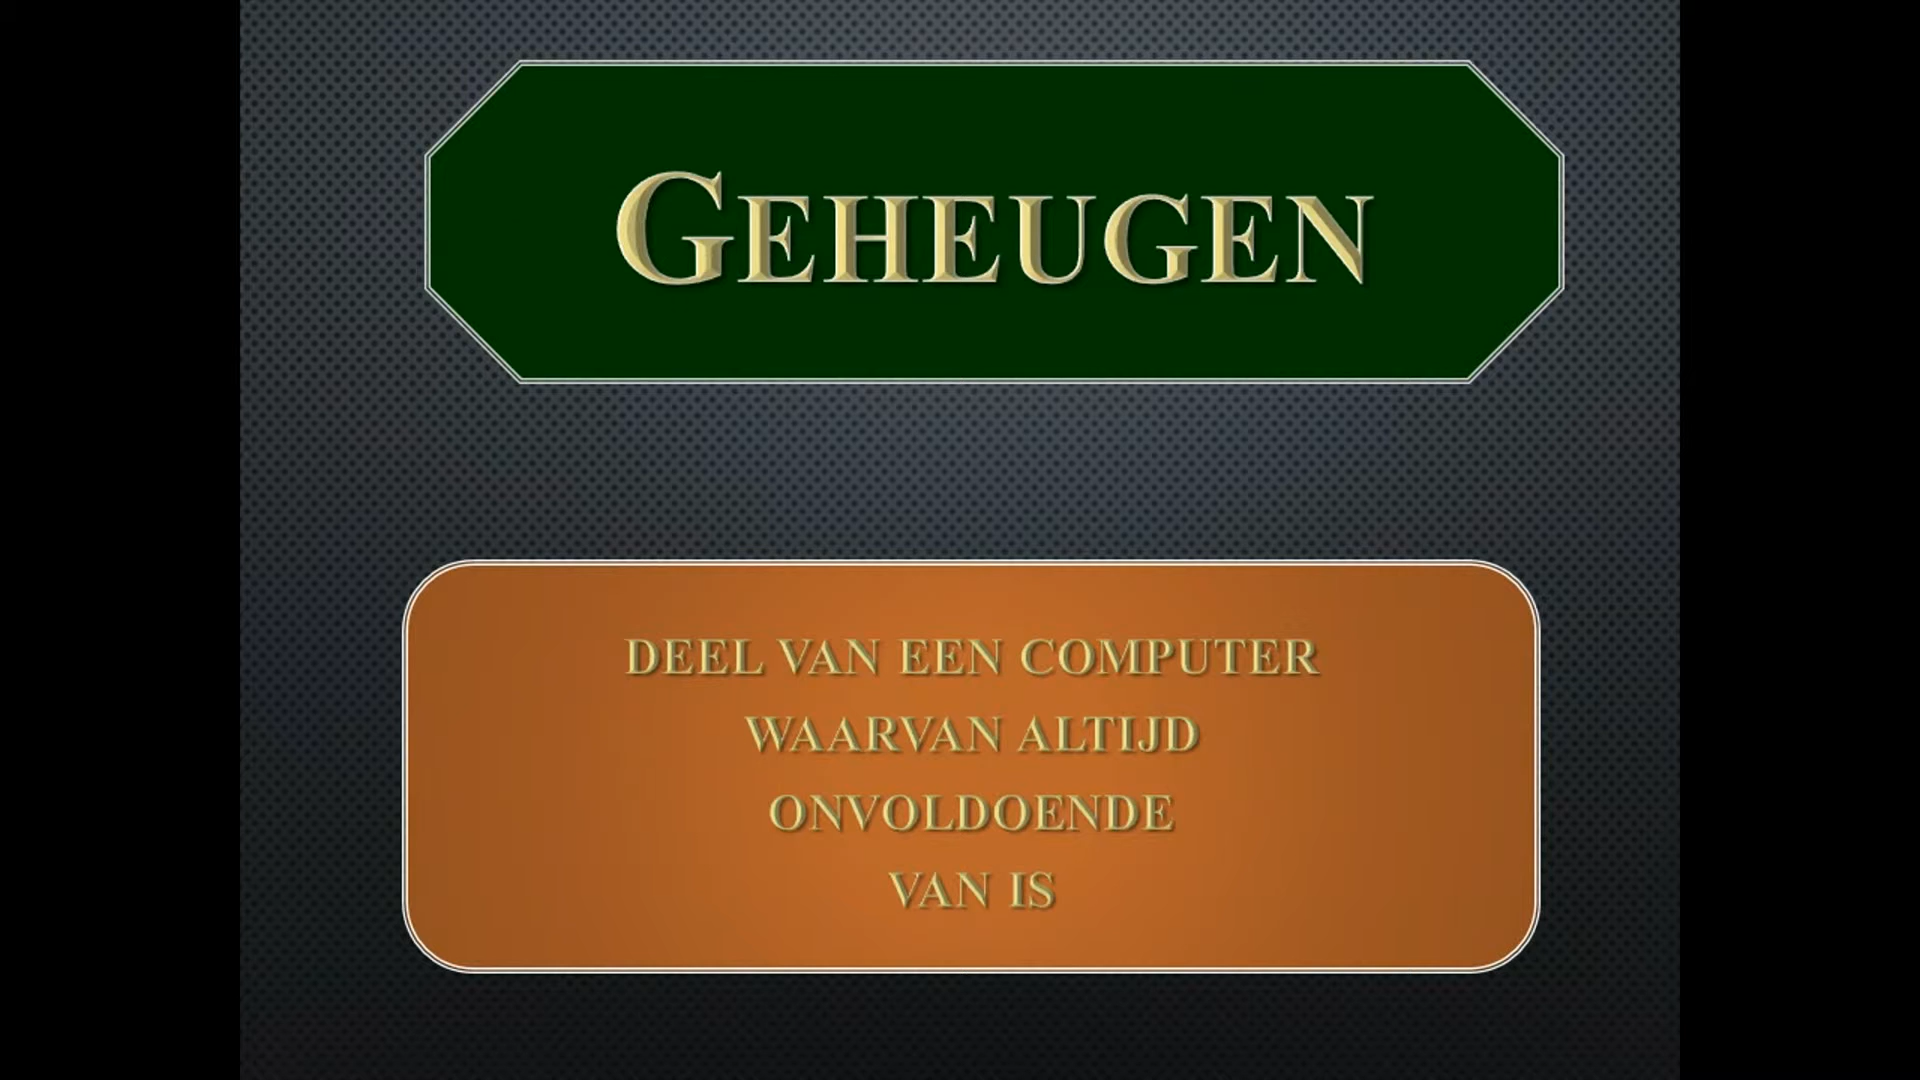 GEHEUGEN
DEEL VAN EEN COMPUTER
WAARVAN ALTIJD
ONVOLDOENDE
VAN IS